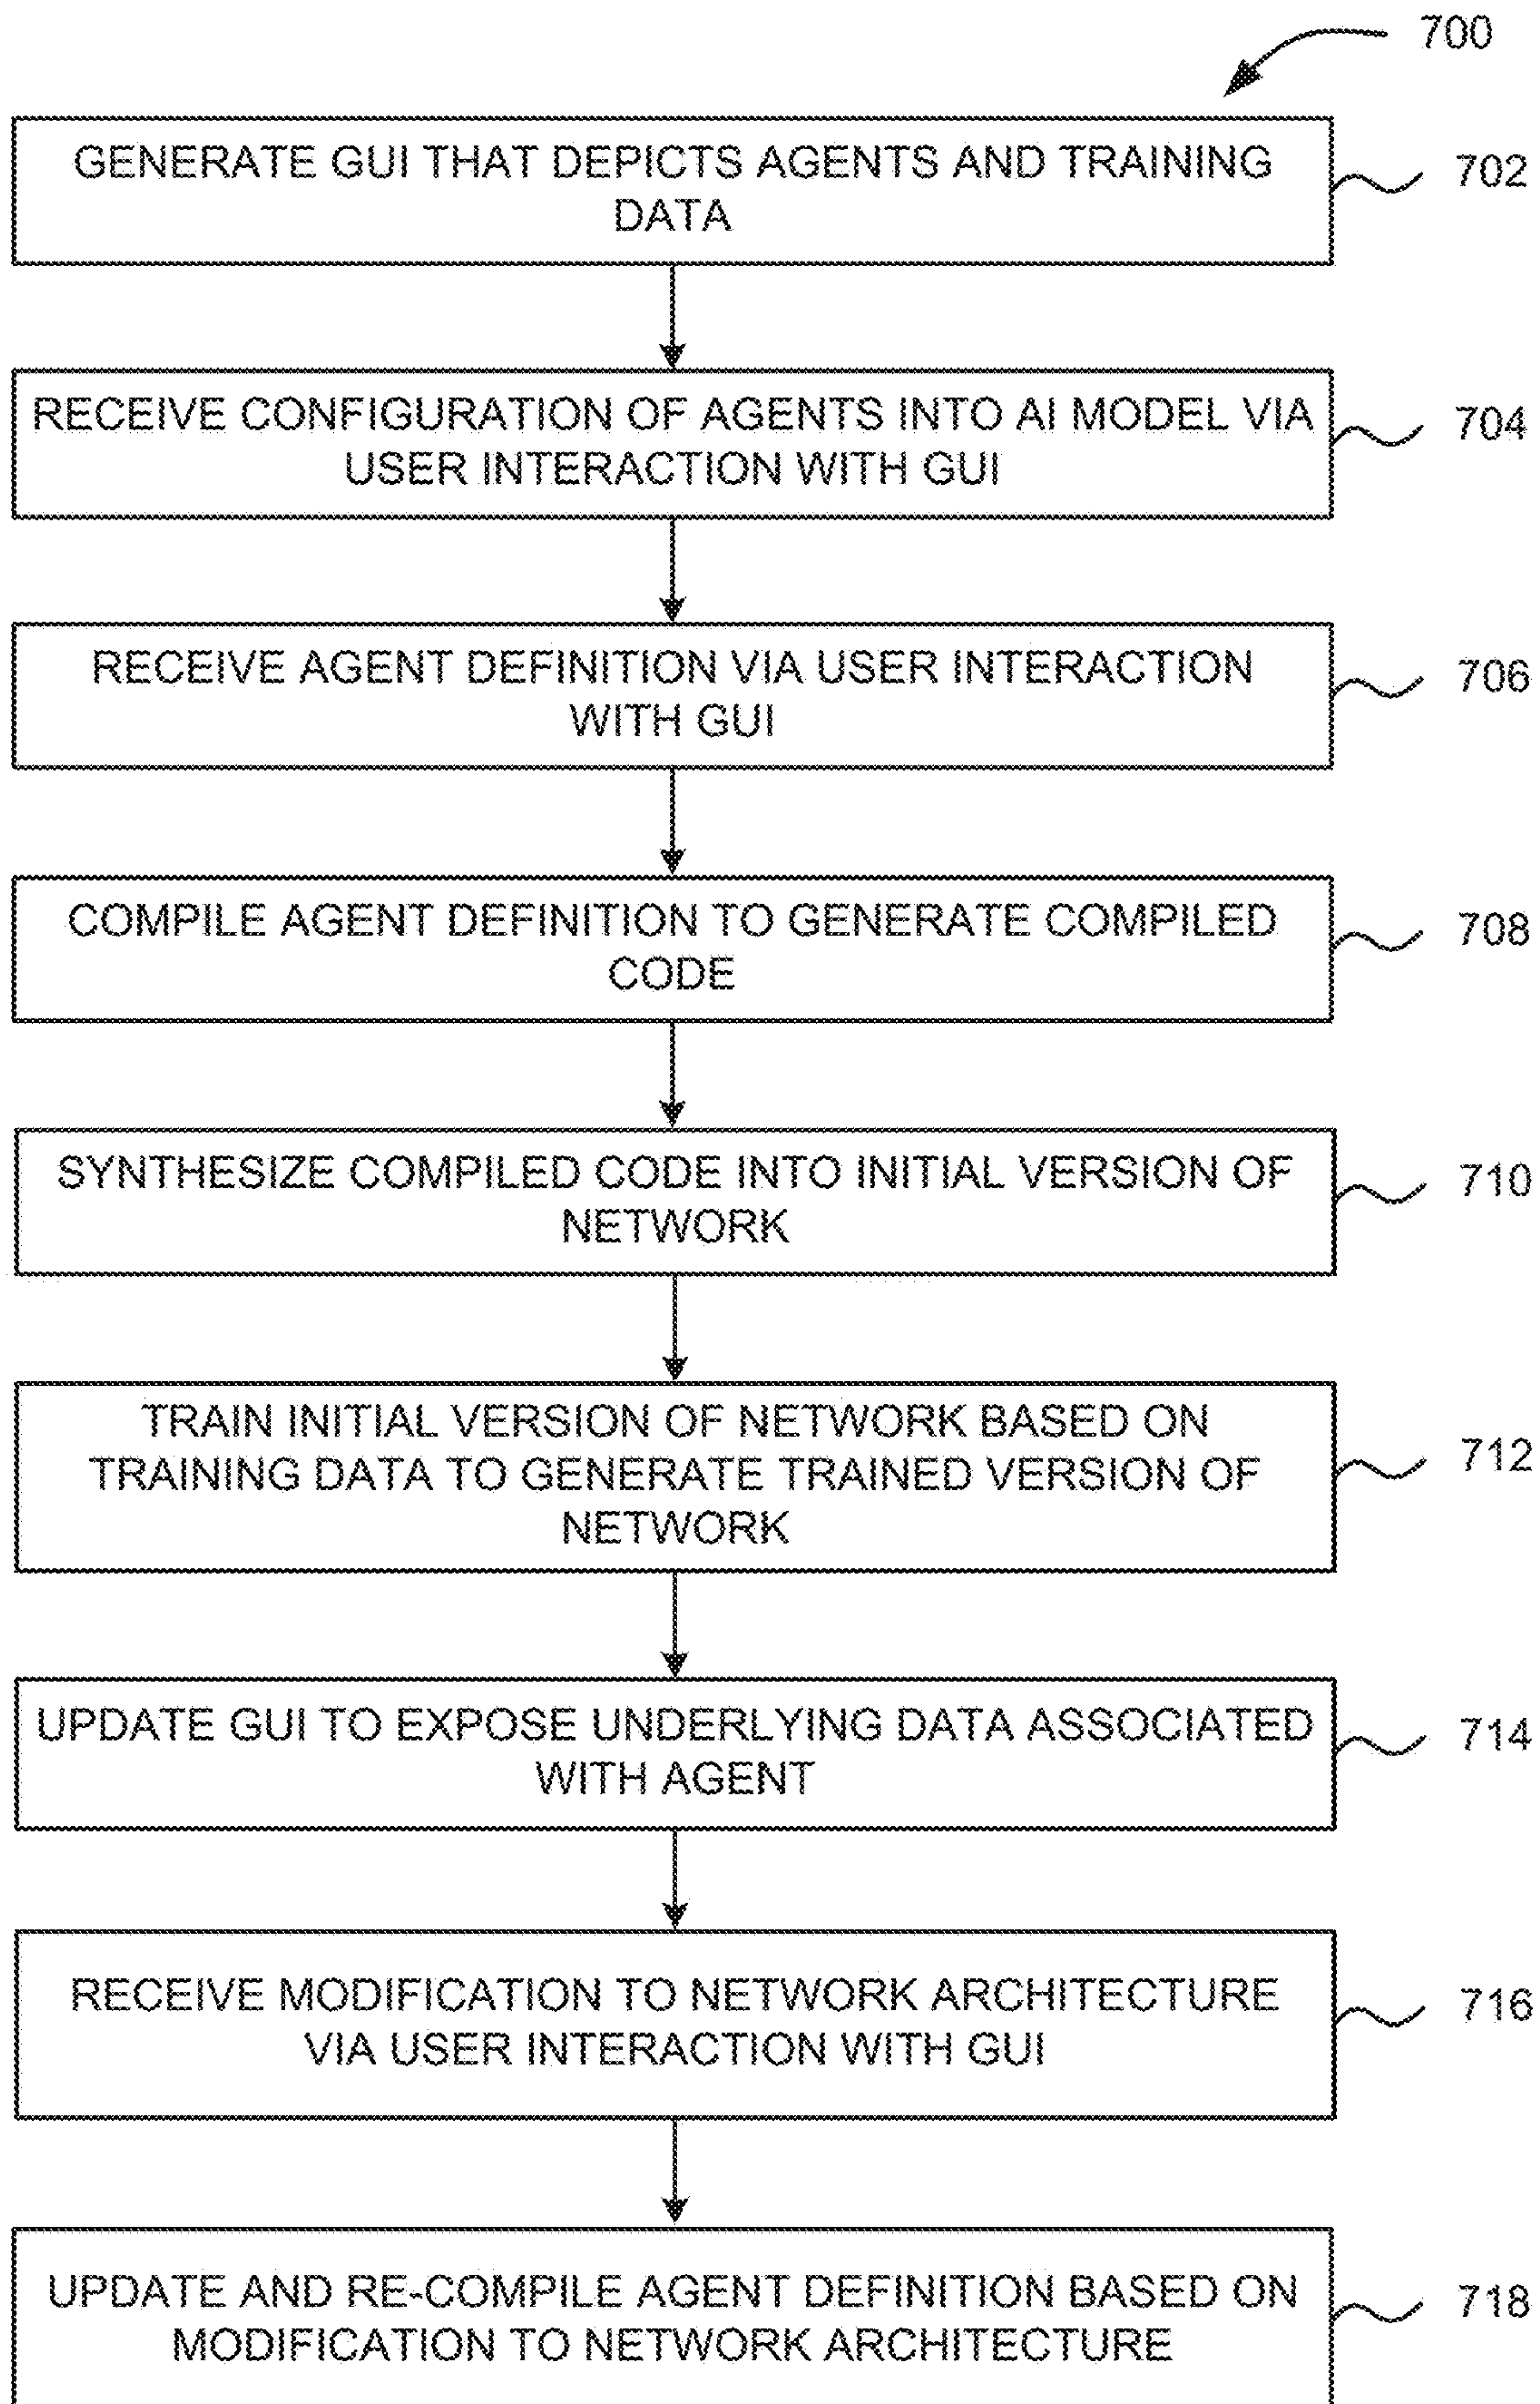 700
GENERATE GUI THAT DEPICTS AGENTS AND TRAINING
DATA
702
RECEIVE CONFIGURATION OF AGENTS INTO AI MODEL VIA
USER INTERACTION WITH GUI
704
RECEIVE AGENT DEFINITION VIA USER INTERACTION
WITH GUI
706
COMPILE AGENT DEFINITION TO GENERATE COMPILED
CODE
708
SYNTHESIZE COMPILED CODE INTO INITIAL VERSION OF
NETWORK
710
TRAIN INITIAL VERSION OF NETWORK BASED ON
TRAINING DATA TO GENERATE TRAINED VERSION OF
NETWORK
712
UPDATE GUI TO EXPOSE UNDERLYING DATA ASSOCIATED
WITH AGENT
714
RECEIVE MODIFICATION TO NETWORK ARCHITECTURE
VIA USER INTERACTION WITH GUI
716
UPDATE AND RE-COMPILE AGENT DEFINITION BASED ON
MODIFICATION TO NETWORK ARCHITECTURE
718